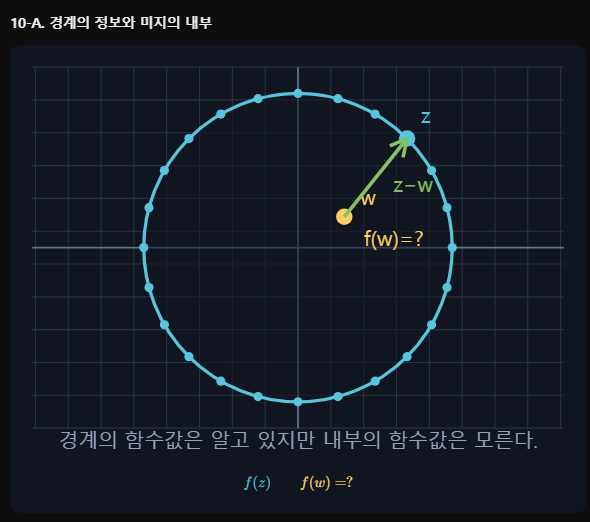 10-A. 경계의 정보와 미지의 내부
z
z−w
w
f(w)=?
경계의 함수값은 알고 있지만 내부의 함수값은 모른다.
f(z) f(w) =?